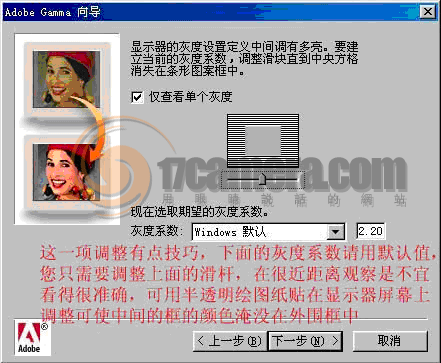 Adobe Gamma 向导
显示器的灰度设置定义中间调有多亮。要建
立当前的灰度系数,调整滑块直到中央方格
消失在条形图案框中。
仅查看单个灰度
17camera.com
用眼睛说话的网站
现在选取期望的灰度系数。
灰度系数: Windows 默认 2.20
这一项调整有点技巧，下面的灰度系数请用默认值，
您只需要调整上面的滑杆，在很近距离观察是不宜
看得很准确，可用半透明绘图纸贴在显示器屏幕上
调整可使中间的框的颜色淹没在外围框中
Adobe
< 上一步(B) 下一步(N) > 取消